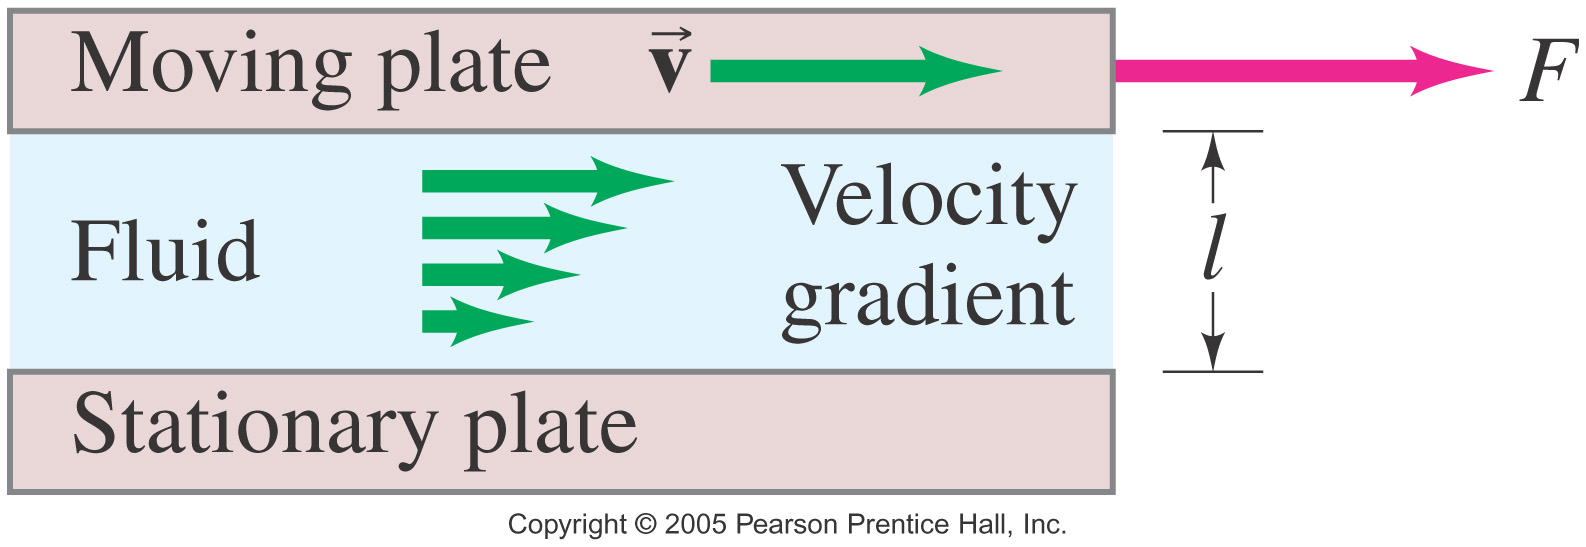 Moving plate
v
F
Fluid
Velocity
gradient
l
Stationary plate
Copyright © 2005 Pearson Prentice Hall, Inc.